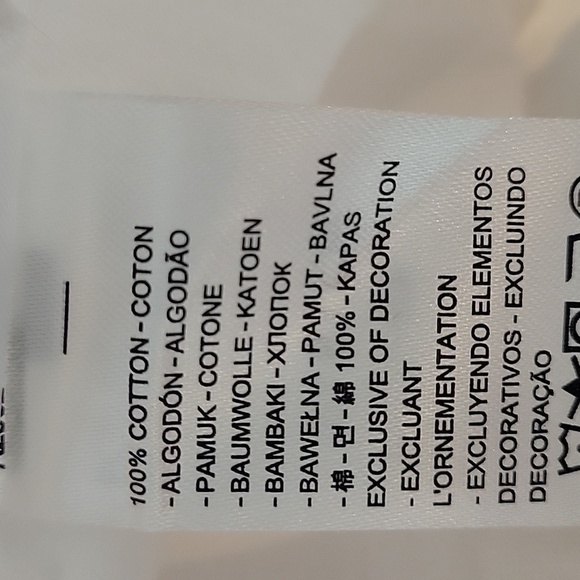 100% COTTON - COTON
- ALGODÓN - ALGODÃO
- PAMUK - COTONE
- BAUMWOLLE - KATOEN
- BAMBAKI - ХЛОПОК
- BAWEŁNA - PAMUT - BAVLNA
- 棉 - 면 - 綿 100% - KAPAS
EXCLUSIVE OF DECORATION
- EXCLUANT
L'ORNEMENTATION
- EXCLUYENDO ELEMENTOS
DECORATIVOS - EXCLUINDO
DECORAÇÃO